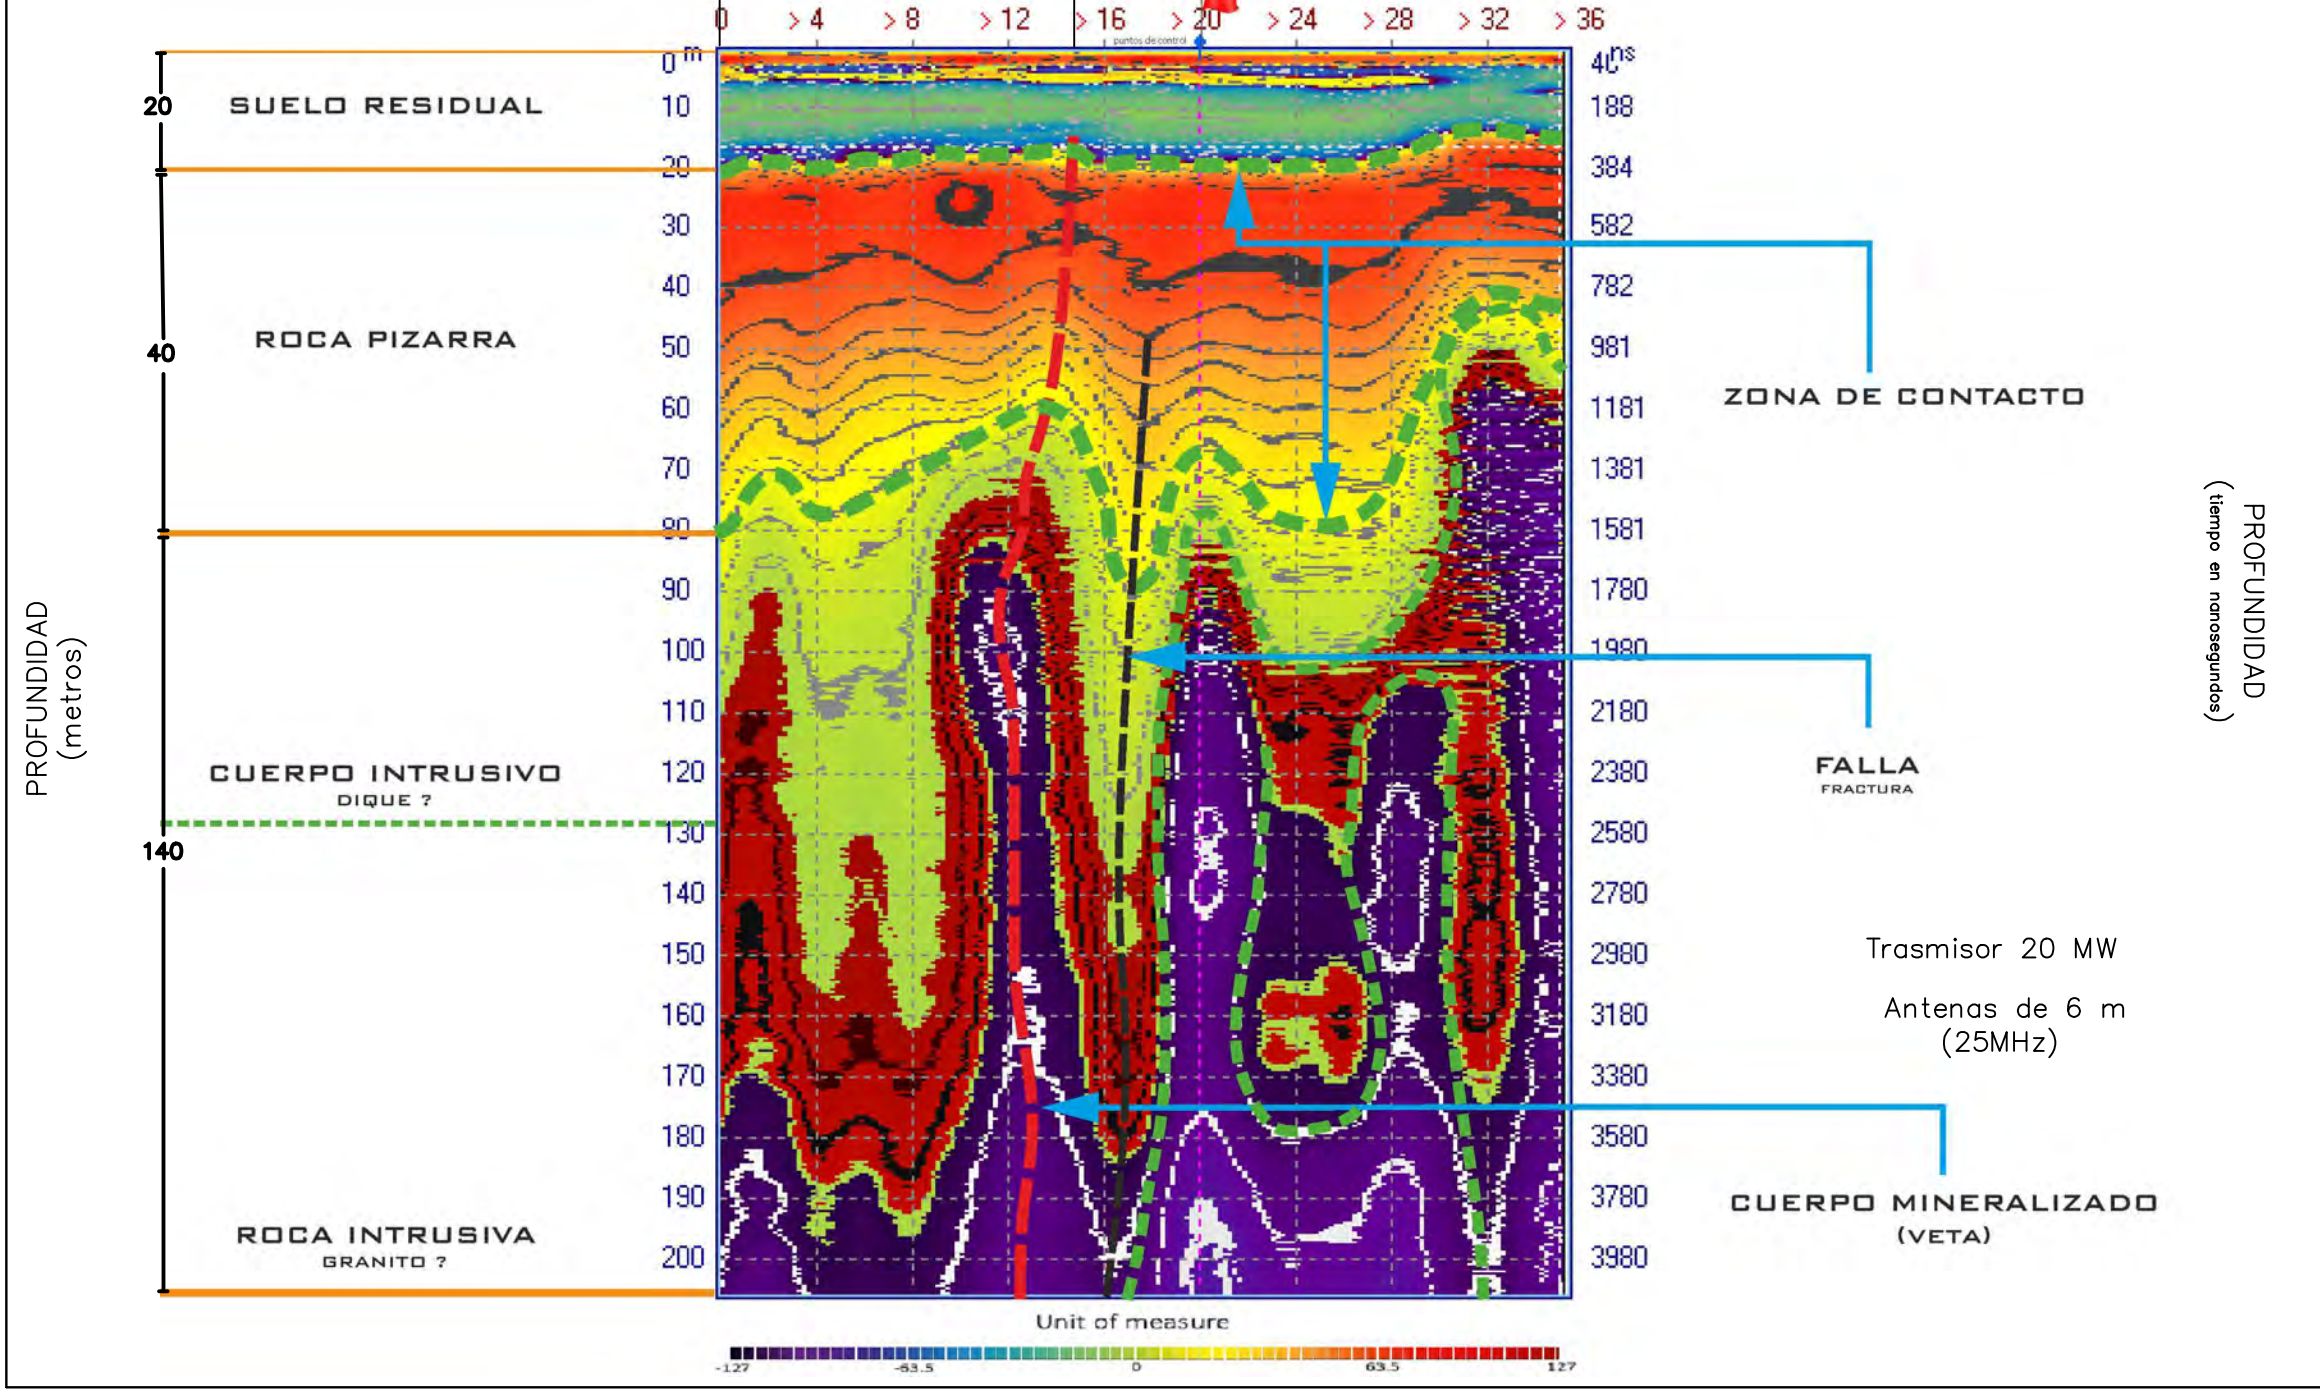 0 > 4 > 8 > 12 > 16 > 20 > 24 > 28 > 32 > 36
puntos de control
m
ns
0
10
20
30
40
50
60
70
80
90
100
110
120
130
140
150
160
170
180
190
200
188
384
582
782
981
1181
1381
1581
1780
1980
2180
2380
2580
2780
2980
3180
3380
3580
3780
3980
20
SUELO RESIDUAL
40
ROCA PIZARRA
140
CUERPO INTRUSIVO
DIQUE ?
ROCA INTRUSIVA
GRANITO ?
PROFUNDIDAD
(metros)
ZONA DE CONTACTO
FALLA
FRACTURA
PROFUNDIDAD
(tiempo en nanosegundos)
Trasmisor 20 MW
Antenas de 6 m
(25MHz)
CUERPO MINERALIZADO
(VETA)
Unit of measure
-127 -63.5 0 63.5 127